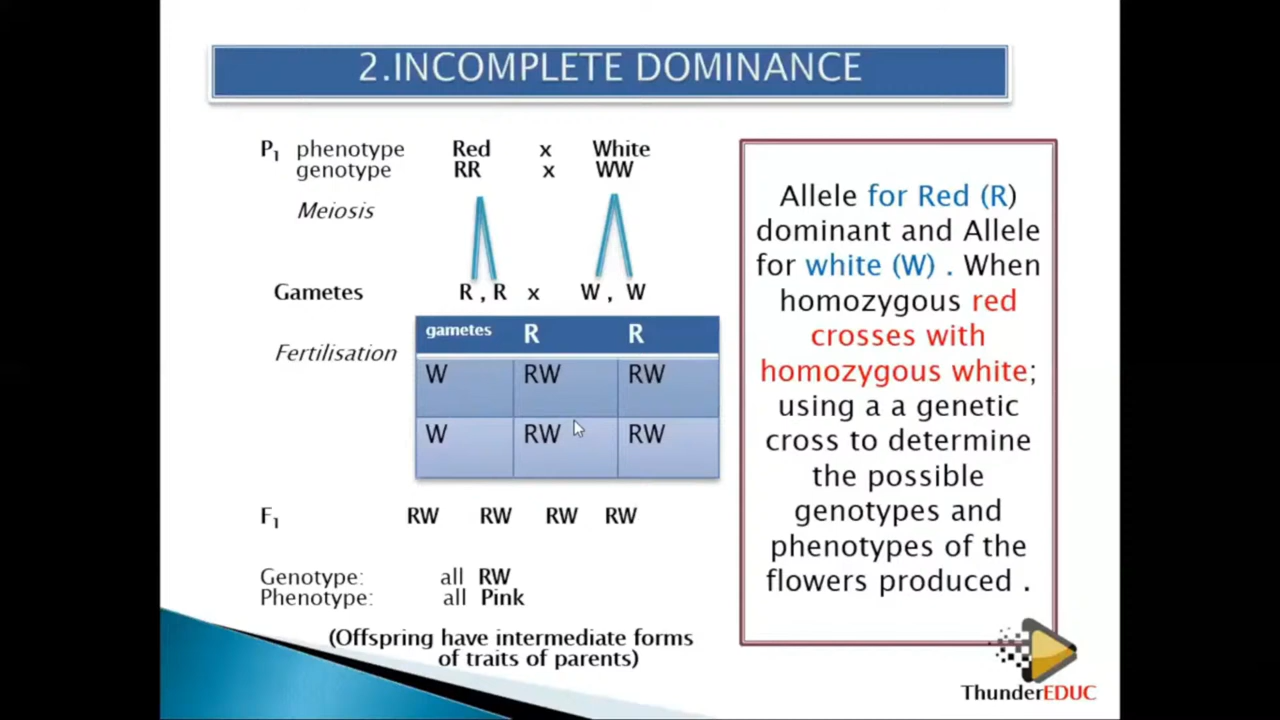 2.INCOMPLETE DOMINANCE
P1 phenotype Red x White
genotype RR x WW
Meiosis
Gametes R , R x W , W
Fertilisation
gametes R R
W RW RW
W RW RW
F1 RW RW RW RW
Genotype: all RW
Phenotype: all Pink
(Offspring have intermediate forms
of traits of parents)
Allele for Red (R)
dominant and Allele
for white (W) . When
homozygous red
crosses with
homozygous white;
using a a genetic
cross to determine
the possible
genotypes and
phenotypes of the
flowers produced .
ThunderEDUC